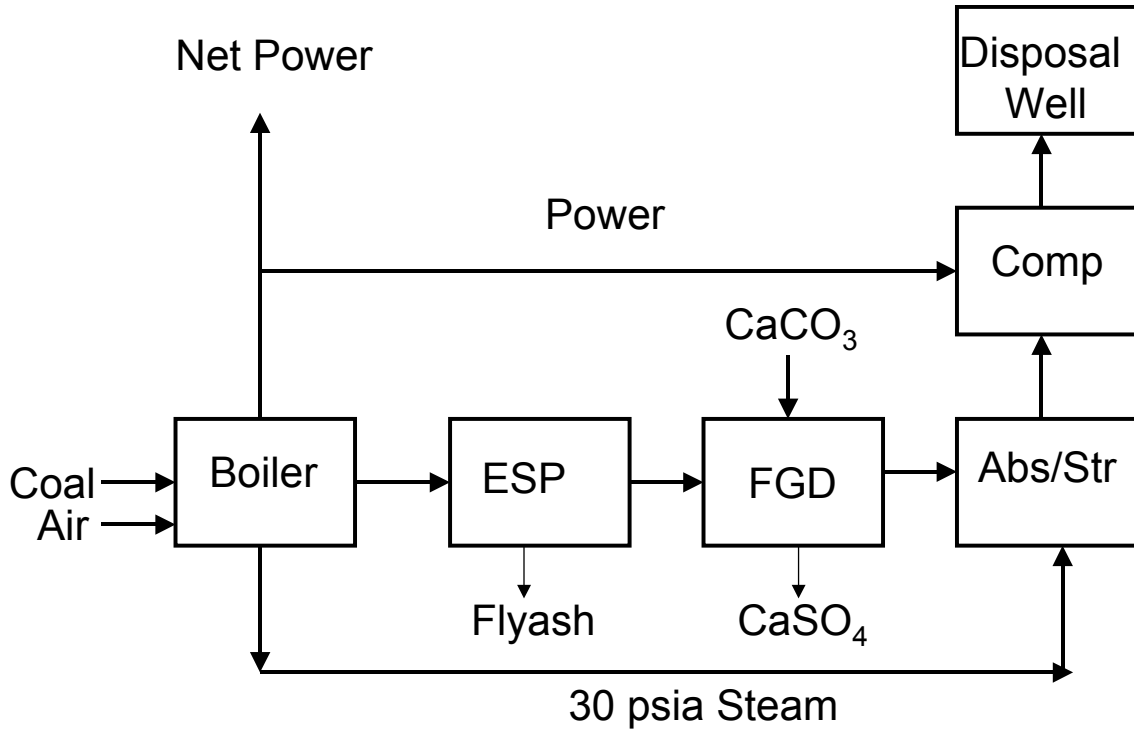 Net Power
Disposal
Well
Power
Comp
CaCO₃
Coal
Air
Boiler
ESP
FGD
Abs/Str
Flyash
CaSO₄
30 psia Steam